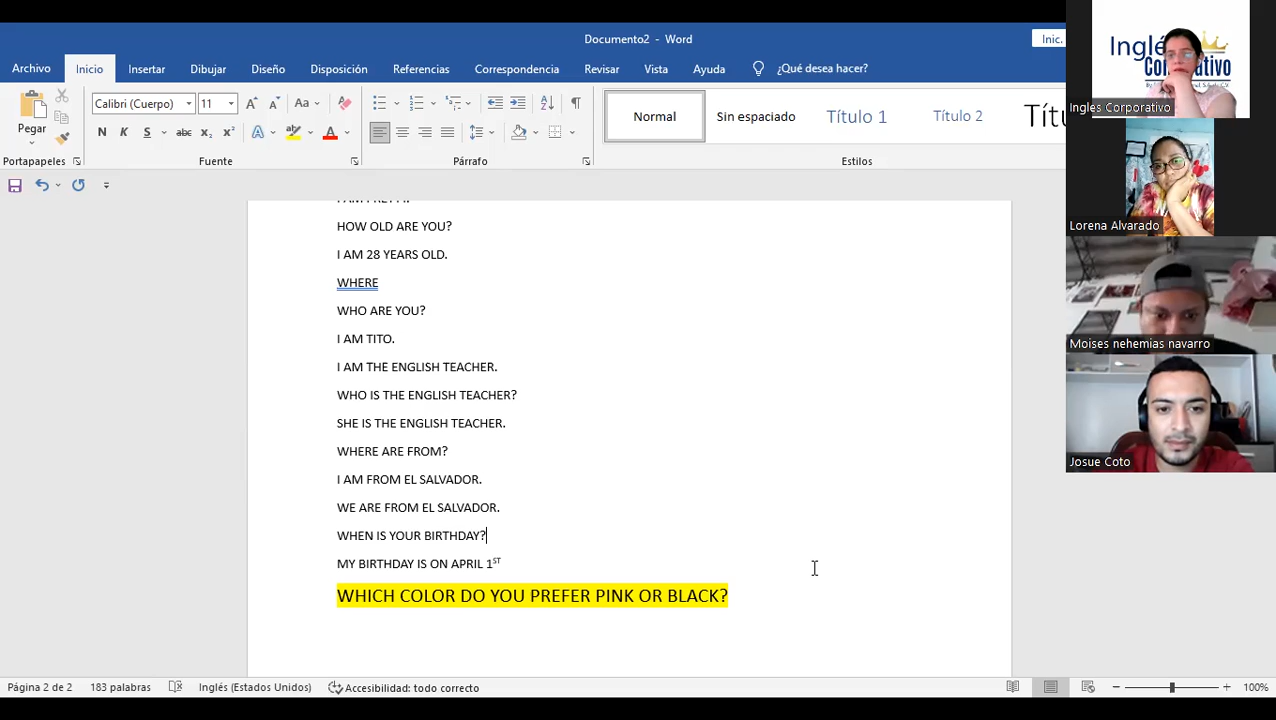 Documento2 - Word
Inic.
Archivo
Inicio
Insertar
Dibujar
Diseño
Disposición
Referencias
Correspondencia
Revisar
Vista
Ayuda
¿Qué desea hacer?
Pegar
Calibri (Cuerpo)
11
Aa
N
K
S
abc
Normal
Sin espaciado
Título 1
Título 2
Portapapeles
Fuente
Párrafo
Estilos
HOW OLD ARE YOU?
I AM 28 YEARS OLD.
WHERE
WHO ARE YOU?
I AM TITO.
I AM THE ENGLISH TEACHER.
WHO IS THE ENGLISH TEACHER?
SHE IS THE ENGLISH TEACHER.
WHERE ARE FROM?
I AM FROM EL SALVADOR.
WE ARE FROM EL SALVADOR.
WHEN IS YOUR BIRTHDAY?
MY BIRTHDAY IS ON APRIL 1ST
WHICH COLOR DO YOU PREFER PINK OR BLACK?
Corporativo
Ingles Corporativo
Lorena Alvarado
Moises nehemias navarro
Josue Coto
Página 2 de 2
183 palabras
Inglés (Estados Unidos)
Accesibilidad: todo correcto
100%